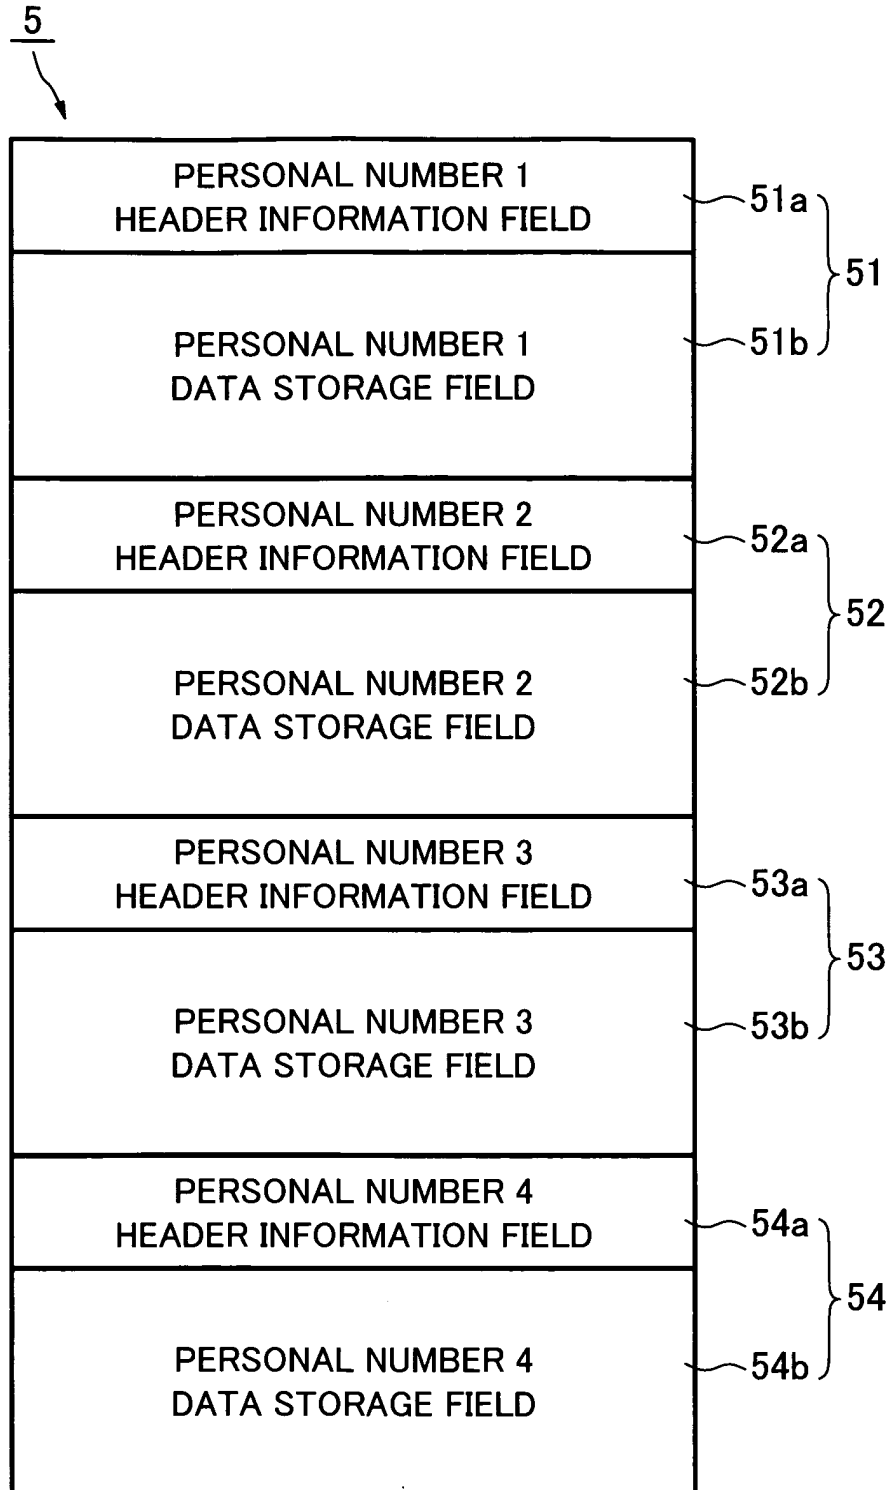 5
PERSONAL NUMBER 1
HEADER INFORMATION FIELD
51a
51
PERSONAL NUMBER 1
DATA STORAGE FIELD
51b
PERSONAL NUMBER 2
HEADER INFORMATION FIELD
52a
52
PERSONAL NUMBER 2
DATA STORAGE FIELD
52b
PERSONAL NUMBER 3
HEADER INFORMATION FIELD
53a
53
PERSONAL NUMBER 3
DATA STORAGE FIELD
53b
PERSONAL NUMBER 4
HEADER INFORMATION FIELD
54a
54
PERSONAL NUMBER 4
DATA STORAGE FIELD
54b